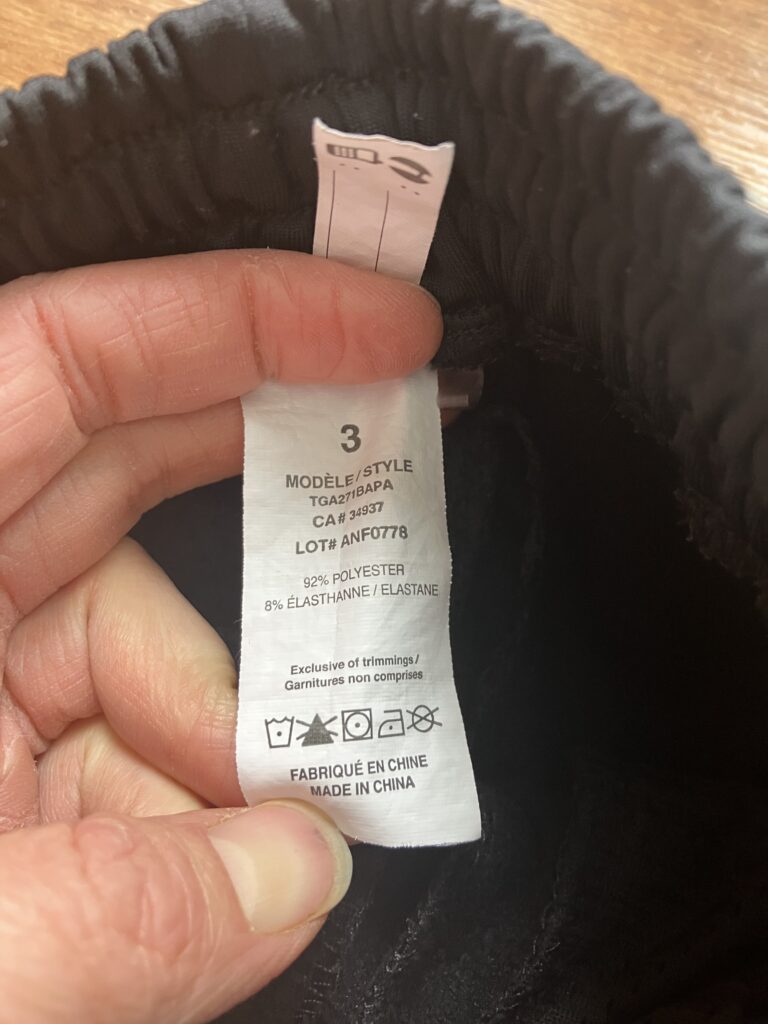 3
MODÈLE / STYLE
TGA271BAPA
CA# 34937
LOT# ANF0778
92% POLYESTER
8% ÉLASTHANNE / ELASTANE
Exclusive of trimmings /
Garnitures non comprises
FABRIQUÉ EN CHINE
MADE IN CHINA